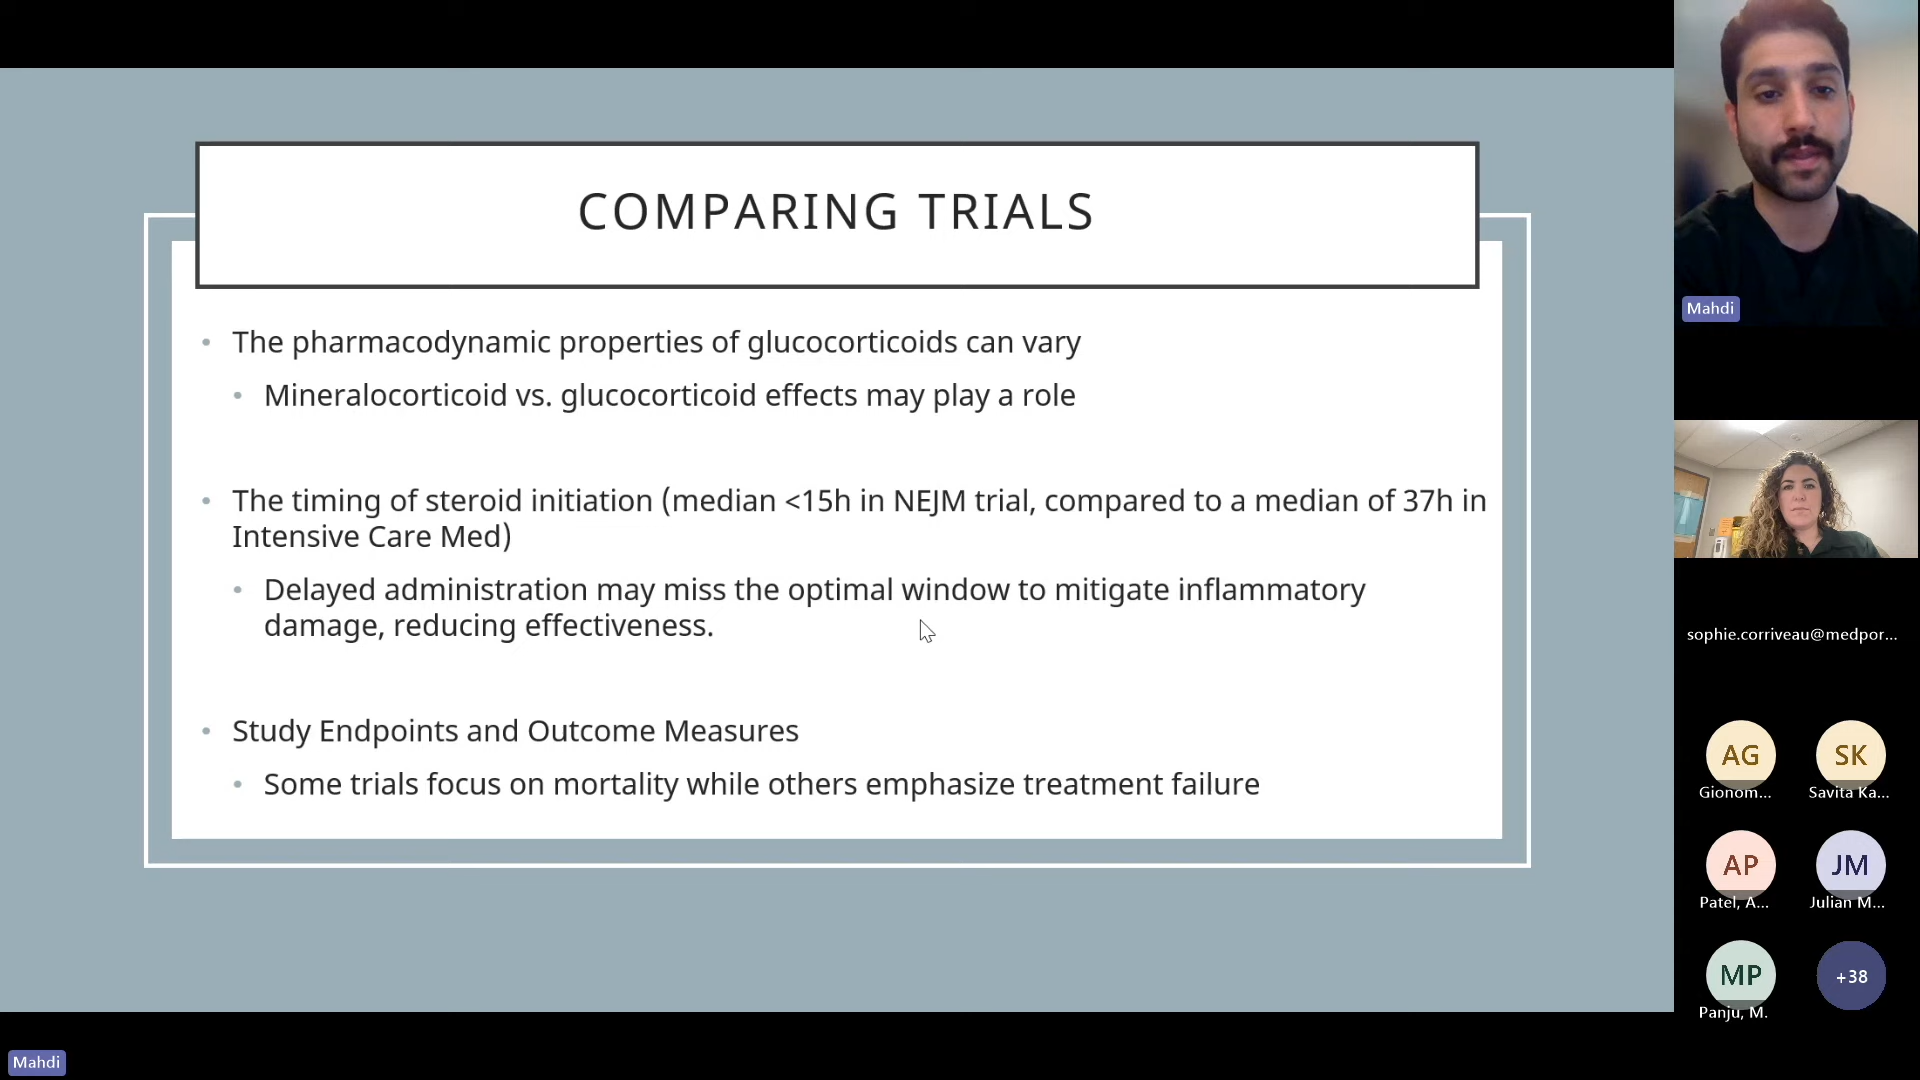 COMPARING TRIALS
• The pharmacodynamic properties of glucocorticoids can vary
• Mineralocorticoid vs. glucocorticoid effects may play a role
• The timing of steroid initiation (median <15h in NEJM trial, compared to a median of 37h in
Intensive Care Med)
• Delayed administration may miss the optimal window to mitigate inflammatory
damage, reducing effectiveness.
• Study Endpoints and Outcome Measures
• Some trials focus on mortality while others emphasize treatment failure
Mahdi
sophie.corriveau@medpor...
AG
SK
Gionom...
Savita Ka...
AP
JM
Patel, A...
Julian M...
MP
+38
Panju, M.
Mahdi